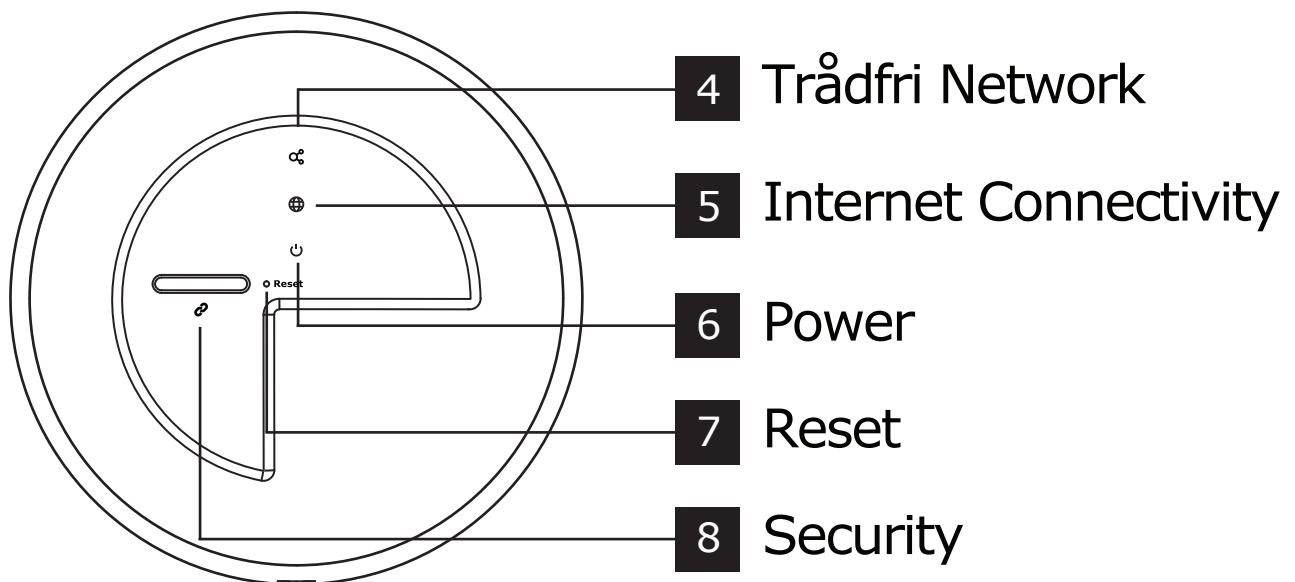 4 Trådfri Network
5 Internet Connectivity
Reset
6 Power
7 Reset
8 Security